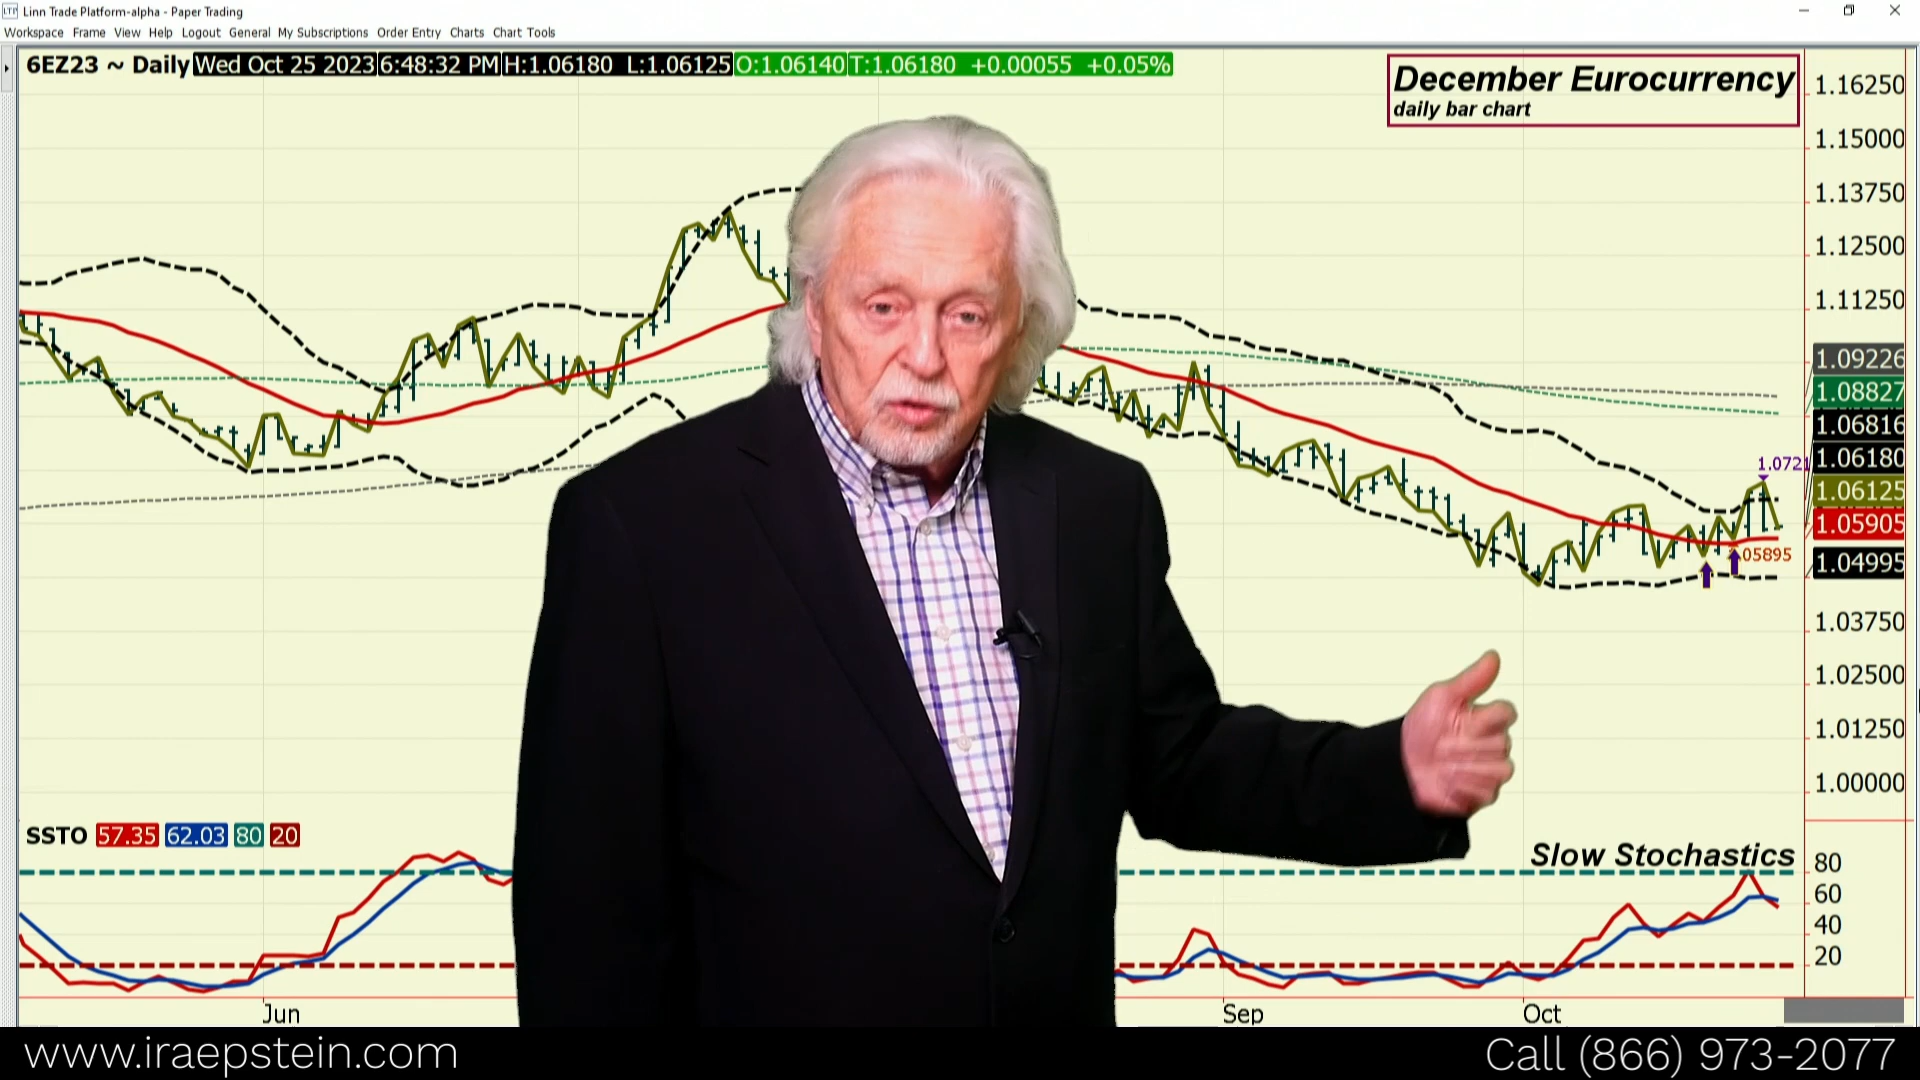 LTP Linn Trade Platform-alpha - Paper Trading
Workspace Frame View Help Logout General My Subscriptions Order Entry Charts Chart Tools
6EZ23 ~ Daily Wed Oct 25 2023 6:48:32 PM H:1.06180 L:1.06125 O:1.06140 T:1.06180 +0.00055 +0.05%
December Eurocurrency
daily bar chart
1.16250
1.15000
1.13750
1.12500
1.11250
1.09226
1.08827
1.06816
1.06180
1.0721
1.06125
1.05905
05895
1.04995
1.03750
1.02500
1.01250
1.00000
SSTO 57.35 62.03 80 20
Slow Stochastics
80
60
40
20
Jun Sep Oct
www.iraepstein.com Call (866) 973-2077